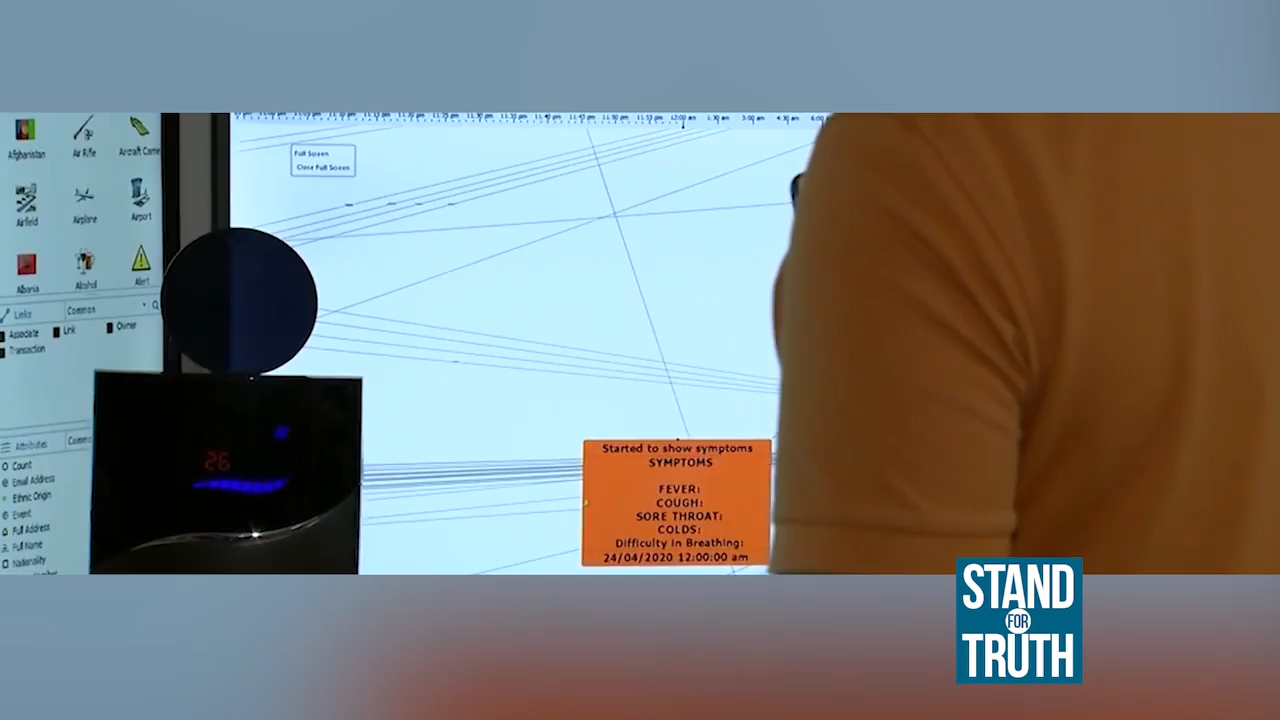 Full Screen
Close Full Screen
Afghanistan
Air Rifle
Aircraft Carrie
Airfield
Airplane
Airport
Albania
Alcohol
Alert
Links
Common
Associate
Link
Owner
Transaction
Attributes
Count
Email Address
Ethnic Origin
Event
Full Address
Full Name
Nationality
26
Started to show symptoms
SYMPTOMS
FEVER:
COUGH:
SORE THROAT:
COLDS:
Difficulty in Breathing:
24/04/2020 12:00:00 am
STAND
FOR
TRUTH